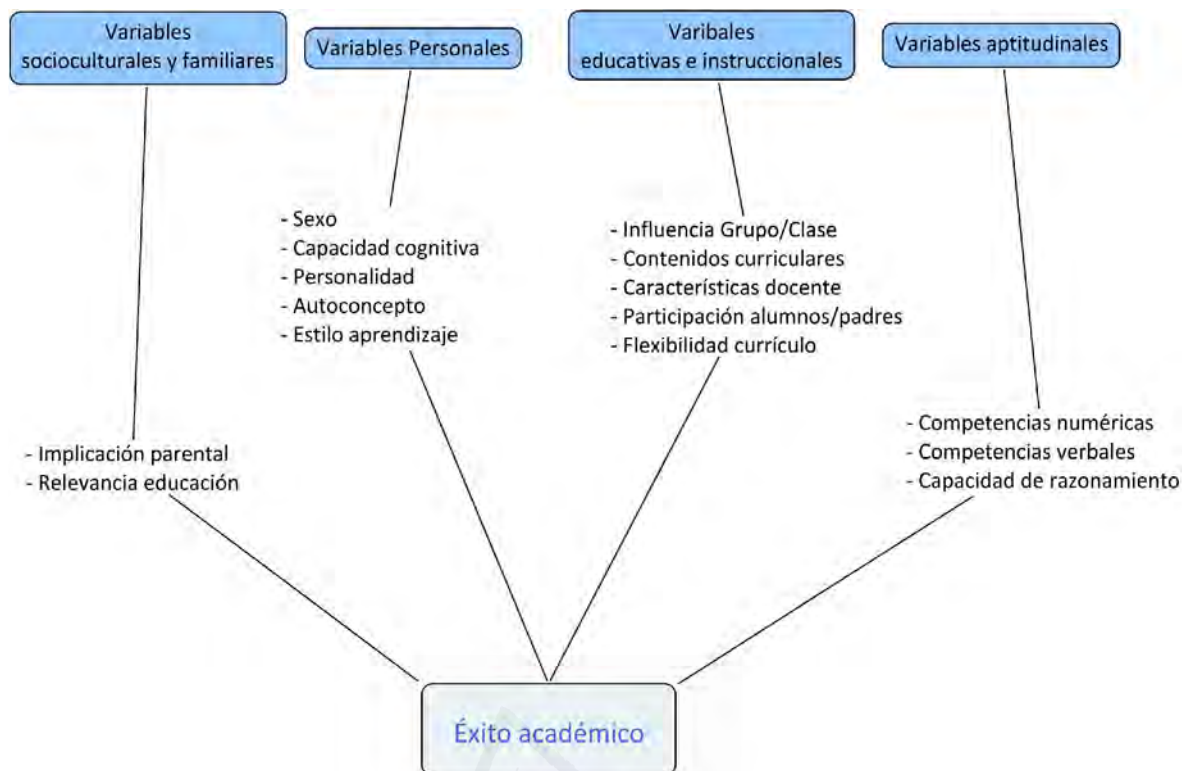 Variables
socioculturales y familiares
Variables Personales
Varibales
educativas e instruccionales
Variables aptitudinales
- Sexo
- Capacidad cognitiva
- Personalidad
- Autoconcepto
- Estilo aprendizaje
- Influencia Grupo/Clase
- Contenidos curriculares
- Características docente
- Participación alumnos/padres
- Flexibilidad currículo
- Implicación parental
- Relevancia educación
- Competencias numéricas
- Competencias verbales
- Capacidad de razonamiento
Éxito académico